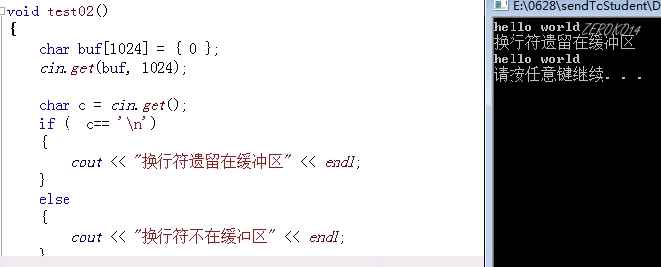 void test02()
{
char buf[1024] = { 0 };
cin.get(buf, 1024);
char c = cin.get();
if (  c== '\n')
{
cout << "换行符遗留在缓冲区" << endl;
}
else
{
cout << "换行符不在缓冲区" << endl;
}
E:\0628\sendTcStudent\D
hello world
ZEROKO14
换行符遗留在缓冲区
hello world
请按任意键继续. . .